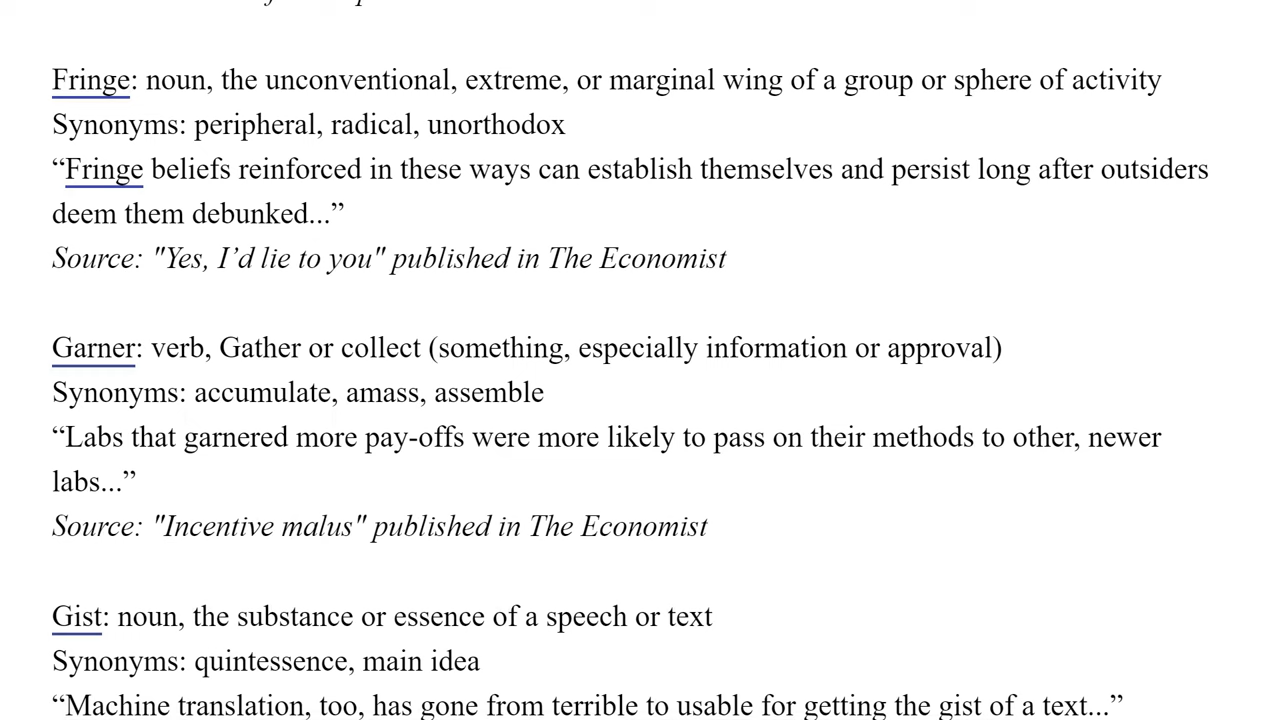 Fringe: noun, the unconventional, extreme, or marginal wing of a group or sphere of activity
Synonyms: peripheral, radical, unorthodox
“Fringe beliefs reinforced in these ways can establish themselves and persist long after outsiders
deem them debunked...”
Source: "Yes, I’d lie to you" published in The Economist
Garner: verb, Gather or collect (something, especially information or approval)
Synonyms: accumulate, amass, assemble
“Labs that garnered more pay-offs were more likely to pass on their methods to other, newer
labs...”
Source: "Incentive malus" published in The Economist
Gist: noun, the substance or essence of a speech or text
Synonyms: quintessence, main idea
“Machine translation, too, has gone from terrible to usable for getting the gist of a text...”